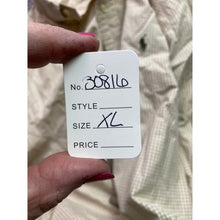 No. 30816
STYLE
SIZE XL
PRICE